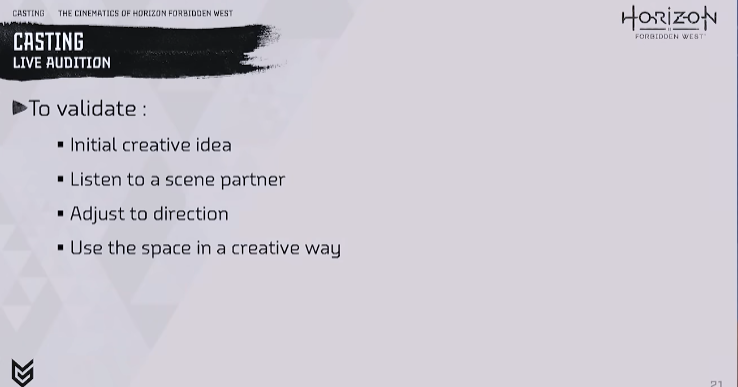 CASTING THE CINEMATICS OF HORIZON FORBIDDEN WEST
HORIZON
FORBIDDEN WEST
CASTING
LIVE AUDITION
To validate :
▪ Initial creative idea
▪ Listen to a scene partner
▪ Adjust to direction
▪ Use the space in a creative way
21